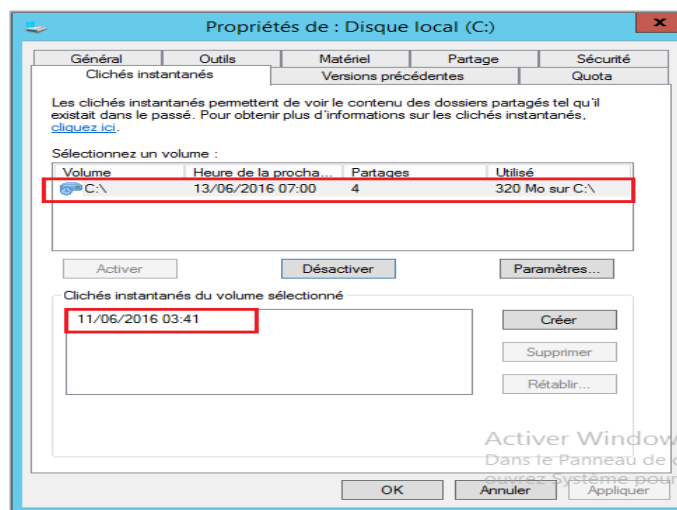 Propriétés de : Disque local (C:)
Général Outils Matériel Partage Sécurité
Clichés instantanés Versions précédentes Quota
Les clichés instantanés permettent de voir le contenu des dossiers partagés tel qu'il
existait dans le passé. Pour obtenir plus d'informations sur les clichés instantanés,
cliquez ici.
Sélectionnez un volume :
Volume Heure de la procha... Partages Utilisé
C:\ 13/06/2016 07:00 4 320 Mo sur C:\
Activer Désactiver Paramètres...
Clichés instantanés du volume sélectionné
11/06/2016 03:41
Créer
Supprimer
Rétablir...
Activer Window
Dans le Panneau de
ouvrez Système pour
OK Annuler Appliquer